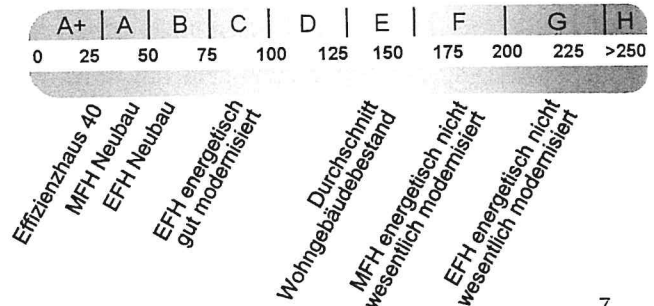 A+ A B C D E F G H
0 25 50 75 100 125 150 175 200 225 >250
Effizienzhaus 40
MFH Neubau
EFH Neubau
EFH energetisch
gut modernisiert
Durchschnitt
Wohngebäudebestand
MFH energetisch nicht
wesentlich modernisiert
EFH energetisch nicht
wesentlich modernisiert
7